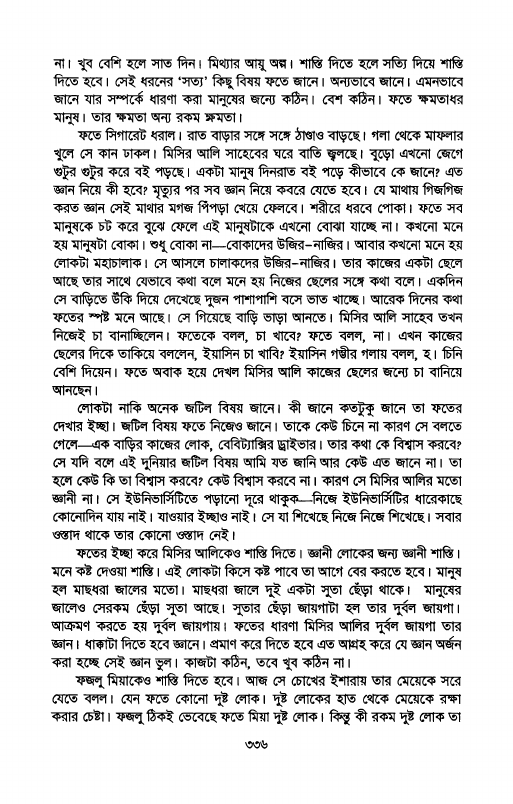 না। খুব বেশি হলে সাত দিন। মিথ্যার আয়ু অল্প। শাস্তি দিতে হলে সত্যি দিয়ে শাস্তি
দিতে হবে। সেই ধরনের ‘সত্য’ কিছু বিষয় ফতে জানে। অন্যভাবে জানে। এমনভাবে
জানে যার সম্পর্কে ধারণা করা মানুষের জন্যে কঠিন। বেশ কঠিন। ফতে ক্ষমতাধর
মানুষ। তার ক্ষমতা অন্য রকম ক্ষমতা।
ফতে সিগারেট ধরাল। রাত বাড়ার সঙ্গে সঙ্গে ঠাণ্ডাও বাড়ছে। গলা থেকে মাফলার
খুলে সে কান ঢাকল। মিসির আলি সাহেবের ঘরে বাতি জ্বলছে। বুড়ো এখনো জেগে
গুটুর গুটুর করে বই পড়ছে। একটা মানুষ দিনরাত বই পড়ে কীভাবে কে জানে? এত
জ্ঞান নিয়ে কী হবে? মৃত্যুর পর সব জ্ঞান নিয়ে কবরে যেতে হবে। যে মাথায় গিজগিজ
করত জ্ঞান সেই মাথার মগজ পিঁপড়া খেয়ে ফেলবে। শরীরে ধরবে পোকা। ফতে সব
মানুষকে চট করে বুঝে ফেলে এই মানুষটাকে এখনো বোঝা যাচ্ছে না। কখনো মনে
হয় মানুষটা বোকা। শুধু বোকা না—বোকাদের উজির-নাজির। আবার কখনো মনে হয়
লোকটা মহাচালাক। সে আসলে চালাকদের উজির-নাজির। তার কাজের একটা ছেলে
আছে তার সাথে যেভাবে কথা বলে মনে হয় নিজের ছেলের সঙ্গে কথা বলে। একদিন
সে বাড়িতে উঁকি দিয়ে দেখেছে দুজন পাশাপাশি বসে ভাত খাচ্ছে। আরেক দিনের কথা
ফতের স্পষ্ট মনে আছে। সে গিয়েছে বাড়ি ভাড়া আনতে। মিসির আলি সাহেব তখন
নিজেই চা বানাচ্ছিলেন। ফতেকে বলল, চা খাবে? ফতে বলল, না। এখন কাজের
ছেলের দিকে তাকিয়ে বললেন, ইয়াসিন চা খাবি? ইয়াসিন গম্ভীর গলায় বলল, হ। চিনি
বেশি দিয়েন। ফতে অবাক হয়ে দেখল মিসির আলি কাজের ছেলের জন্যে চা বানিয়ে
আনছেন।
লোকটা নাকি অনেক জটিল বিষয় জানে। কী জানে কতটুকু জানে তা ফতের
দেখার ইচ্ছা। জটিল বিষয় ফতে নিজেও জানে। তাকে কেউ চিনে না কারণ সে বলতে
গেলে—এক বাড়ির কাজের লোক, বেবিট্যাক্সির ড্রাইভার। তার কথা কে বিশ্বাস করবে?
সে যদি বলে এই দুনিয়ার জটিল বিষয় আমি যত জানি আর কেউ এত জানে না। তা
হলে কেউ কি তা বিশ্বাস করবে? কেউ বিশ্বাস করবে না। কারণ সে মিসির আলির মতো
জ্ঞানী না। সে ইউনিভার্সিটিতে পড়ানো দূরে থাকুক—নিজে ইউনিভার্সিটির ধারেকাছে
কোনোদিন যায় নাই। যাওয়ার ইচ্ছাও নাই। সে যা শিখেছে নিজে নিজে শিখেছে। সবার
ওস্তাদ থাকে তার কোনো ওস্তাদ নেই।
ফতের ইচ্ছা করে মিসির আলিকেও শাস্তি দিতে। জ্ঞানী লোকের জন্য জ্ঞানী শাস্তি।
মনে কষ্ট দেওয়া শাস্তি। এই লোকটা কিসে কষ্ট পাবে তা আগে বের করতে হবে। মানুষ
হল মাছধরা জালের মতো। মাছধরা জালে দুই একটা সুতা ছেঁড়া থাকে। মানুষের
জালেও সেরকম ছেঁড়া সুতা আছে। সুতার ছেঁড়া জায়গাটা হল তার দুর্বল জায়গা।
আক্রমণ করতে হয় দুর্বল জায়গায়। ফতের ধারণা মিসির আলির দুর্বল জায়গা তার
জ্ঞান। ধাক্কাটা দিতে হবে জ্ঞানে। প্রমাণ করে দিতে হবে এত আগ্রহ করে যে জ্ঞান অর্জন
করা হচ্ছে সেই জ্ঞান ভুল। কাজটা কঠিন, তবে খুব কঠিন না।
ফজলু মিয়াকেও শাস্তি দিতে হবে। আজ সে চোখের ইশারায় তার মেয়েকে সরে
যেতে বলল। যেন ফতে কোনো দুষ্ট লোক। দুষ্ট লোকের হাত থেকে মেয়েকে রক্ষা
করার চেষ্টা। ফজলু ঠিকই ভেবেছে ফতে মিয়া দুষ্ট লোক। কিন্তু কী রকম দুষ্ট লোক তা
৩৩৬